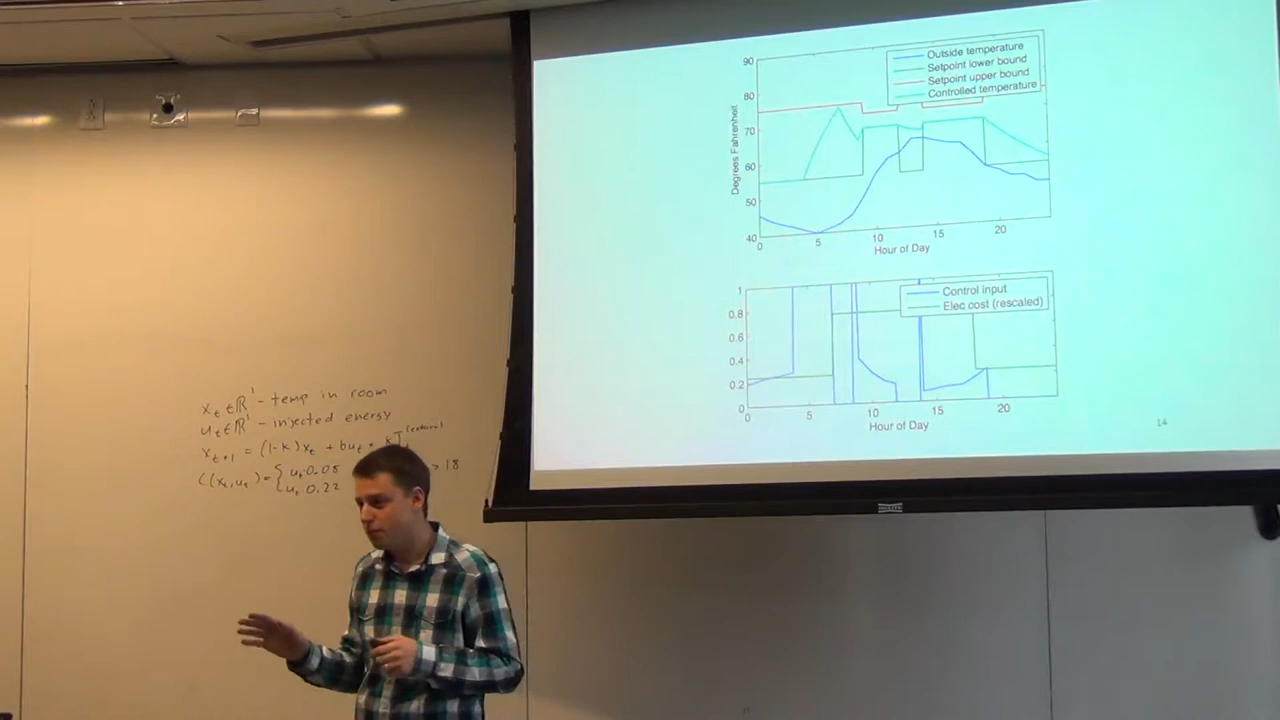 90
Outside temperature
Setpoint lower bound
Setpoint upper bound
Controlled temperature
80
70
60
50
40
Degrees Fahrenheit
0 5 10 15 20
Hour of Day
1
Control input
Elec cost (rescaled)
0.8
0.6
0.4
0.2
0
0 5 10 15 20
Hour of Day
14
x_t ∈ ℝ¹ - temp in room
u_t ∈ ℝ¹ - injected energy
x_{t+1} = (1-k)x_t + bu_t + kT_t^{(external)}
C(x_t, u_t) = { u_t 0.08 > 18
u_t 0.22